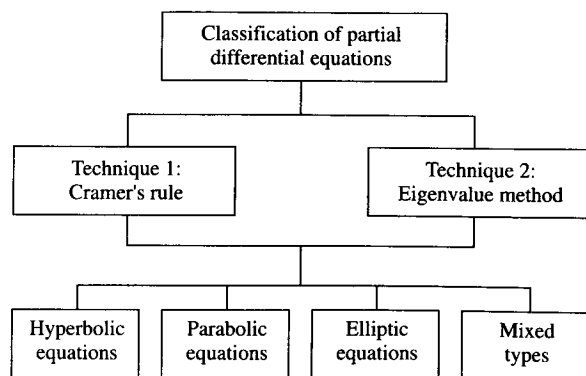 Classification of partial
differential equations
Technique 1:
Cramer's rule
Technique 2:
Eigenvalue method
Hyperbolic
equations
Parabolic
equations
Elliptic
equations
Mixed
types